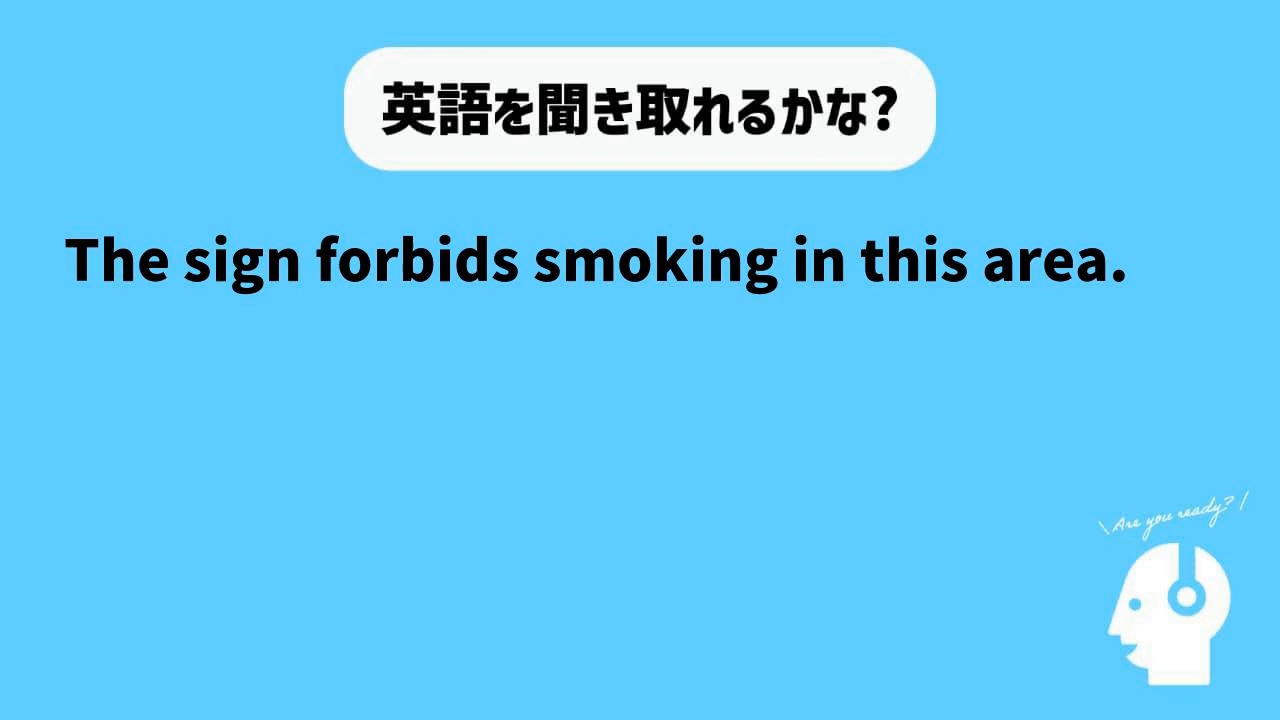 英語を聞き取れるかな?
The sign forbids smoking in this area.
\ Are you ready? /